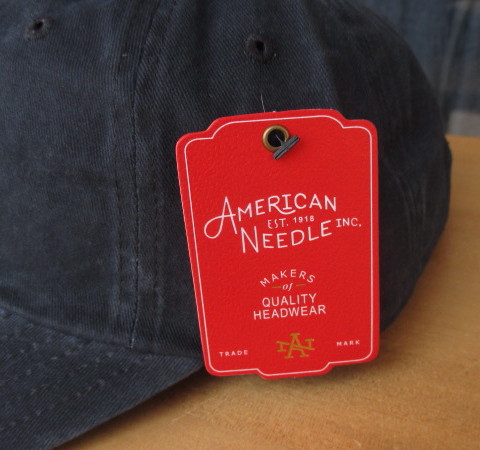 AMERICAN
EST. 1918
NEEDLE INC.
MAKERS
of
QUALITY
HEADWEAR
TRADE MARK